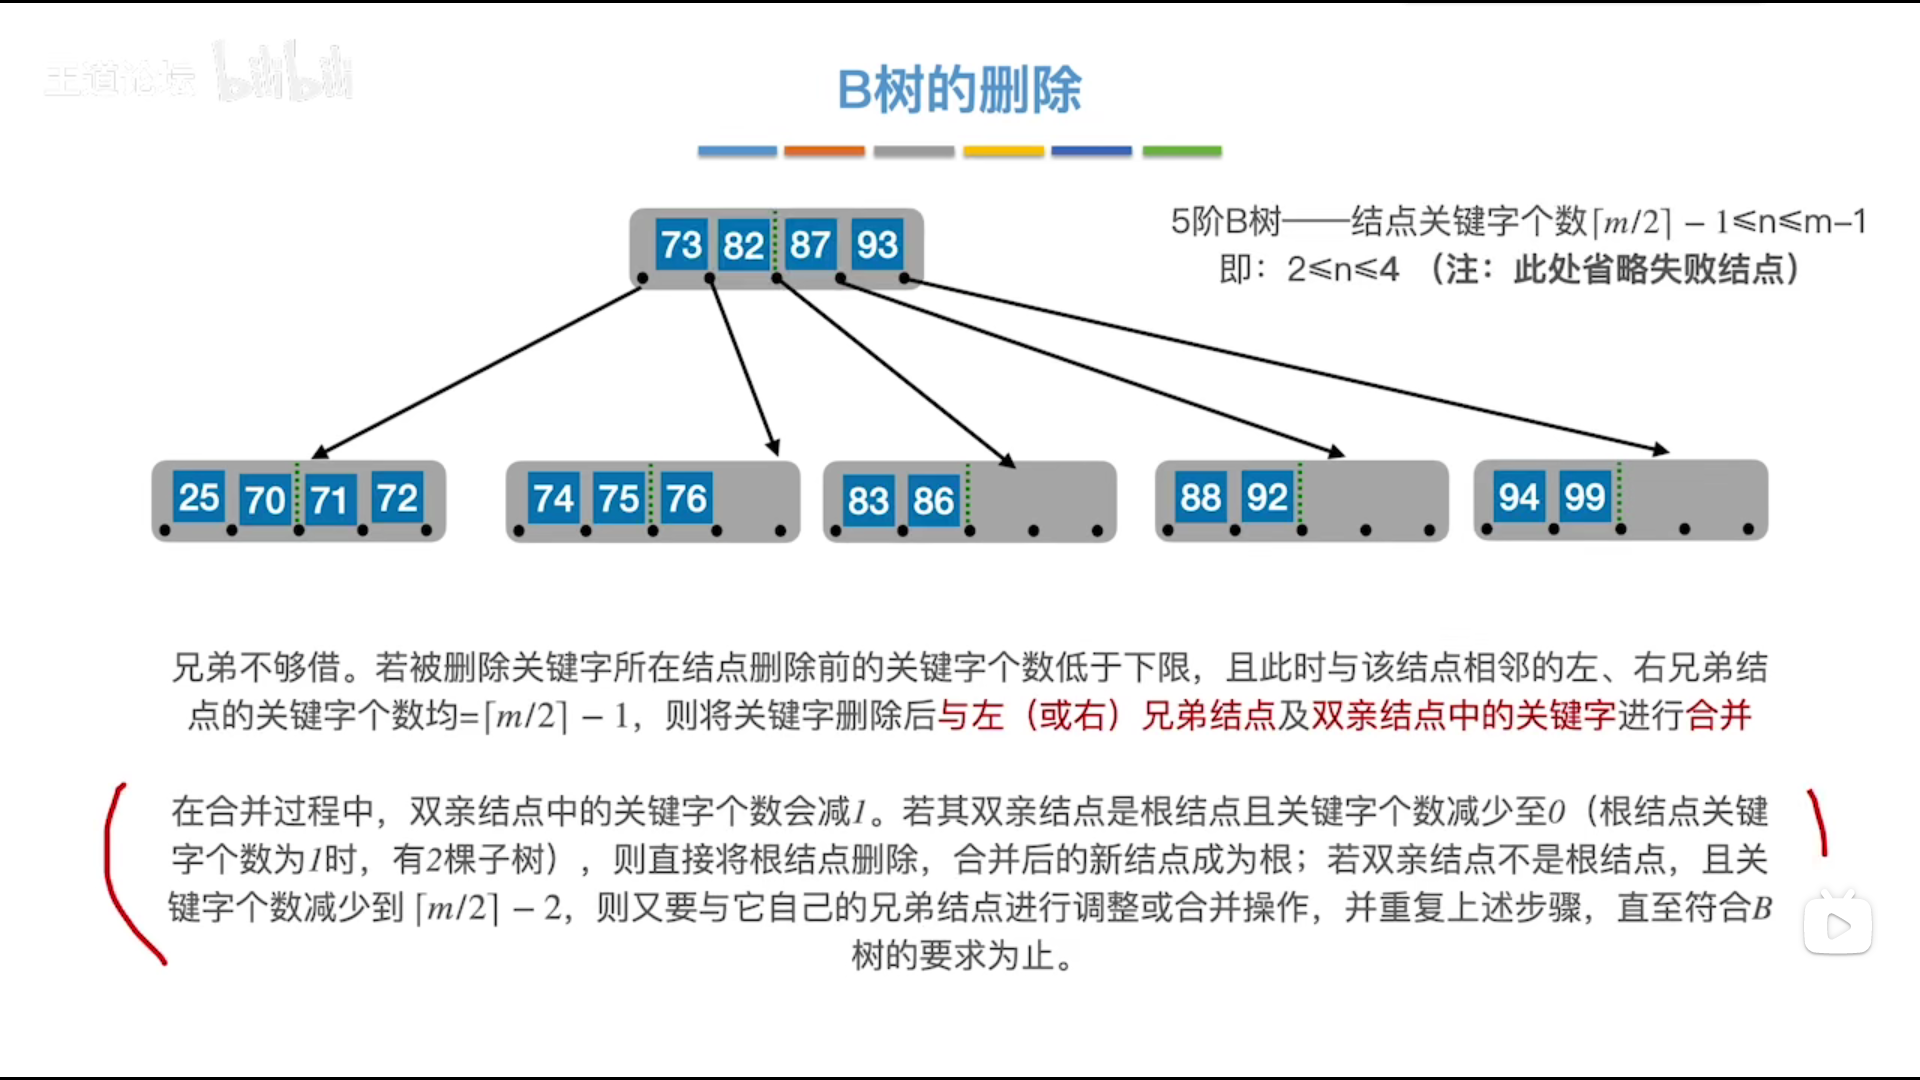 王道论坛 bilibili
B树的删除
73 82 87 93
5阶B树——结点关键字个数⌈m/2⌉ − 1≤n≤m–1
即：2≤n≤4 （注：此处省略失败结点）
25 70 71 72
74 75 76
83 86
88 92
94 99
兄弟不够借。若被删除关键字所在结点删除前的关键字个数低于下限，且此时与该结点相邻的左、右兄弟结
点的关键字个数均=⌈m/2⌉ − 1，则将关键字删除后与左（或右）兄弟结点及双亲结点中的关键字进行合并
在合并过程中，双亲结点中的关键字个数会减1。若其双亲结点是根结点且关键字个数减少至0（根结点关键
字个数为1时，有2棵子树），则直接将根结点删除，合并后的新结点成为根；若双亲结点不是根结点，且关
键字个数减少到 ⌈m/2⌉ − 2，则又要与它自己的兄弟结点进行调整或合并操作，并重复上述步骤，直至符合B
树的要求为止。